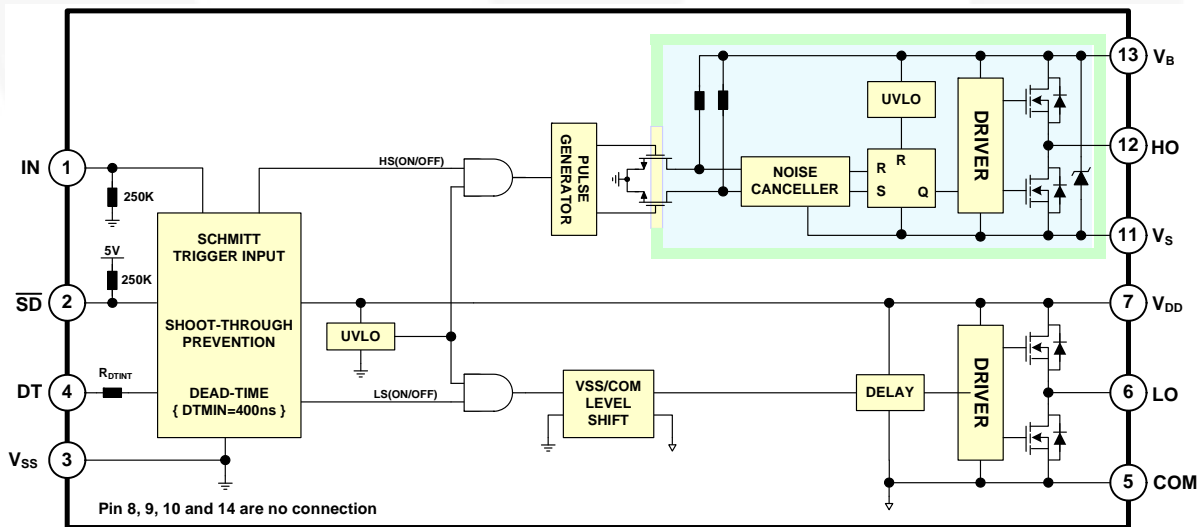 13
V_B
UVLO
DRIVER
PULSE
GENERATOR
1
IN
HS(ON/OFF)
12
HO
R
R
S
Q
NOISE
CANCELLER
250K
SCHMITT
TRIGGER INPUT
11
V_S
5V
250K
2
SD
7
V_DD
SHOOT-THROUGH
PREVENTION
UVLO
DRIVER
R_DTINT
4
DT
DEAD-TIME
{ DTMIN=400ns }
LS(ON/OFF)
VSS/COM
LEVEL
SHIFT
DELAY
6
LO
3
V_SS
5
COM
Pin 8, 9, 10 and 14 are no connection